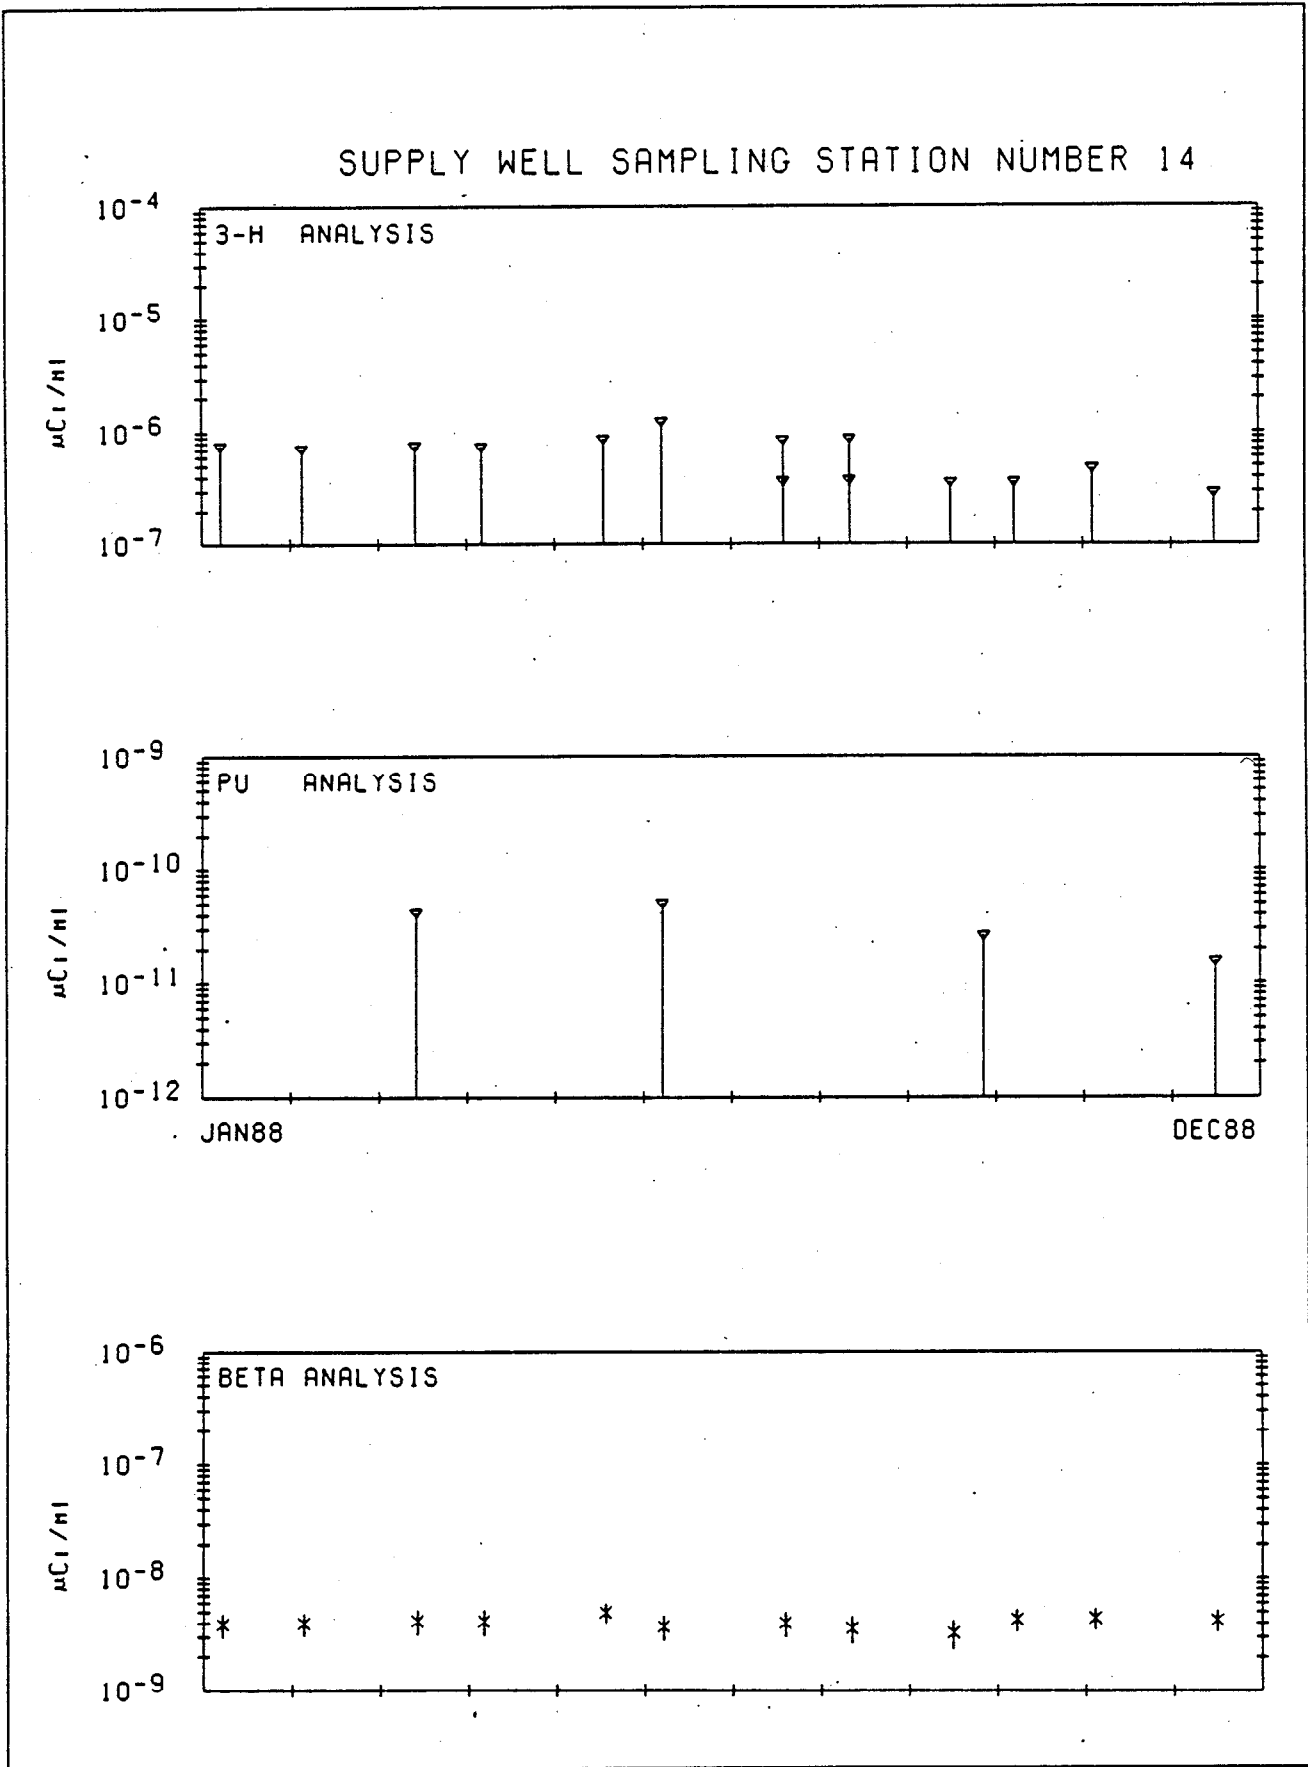 SUPPLY WELL SAMPLING STATION NUMBER 14
10-4
3-H ANALYSIS
10-5
µCi/ml
10-6
10-7
10-9
PU ANALYSIS
10-10
µCi/ml
10-11
10-12
JAN88 DEC88
10-6
BETA ANALYSIS
10-7
µCi/ml
10-8
10-9